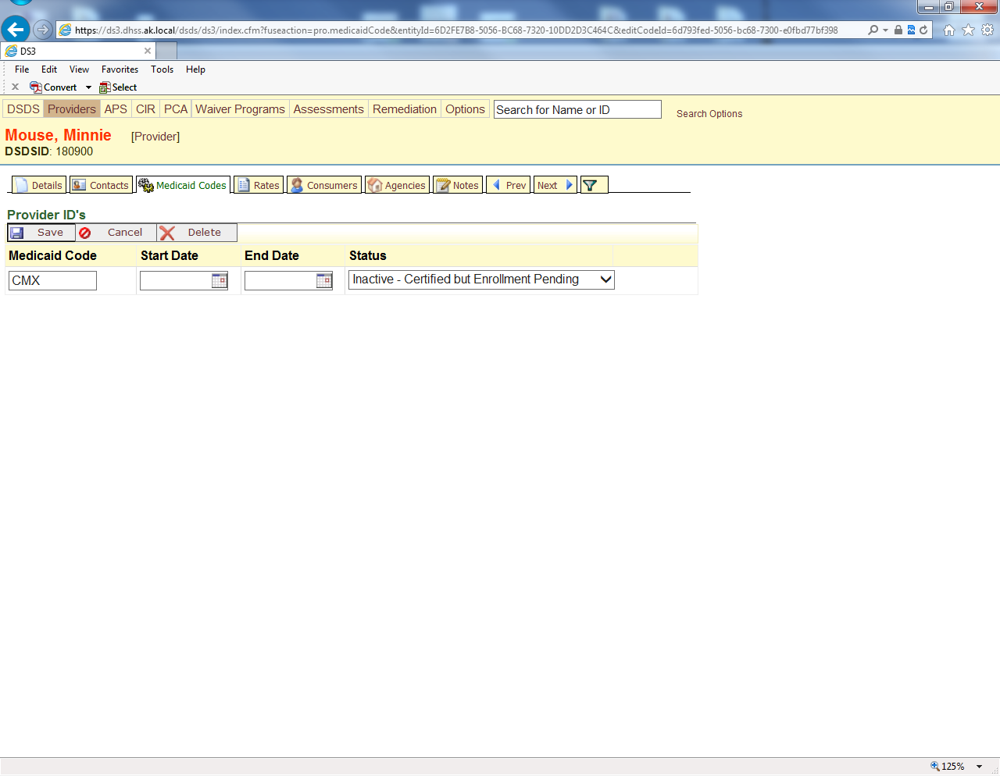 https://ds3.dhss.ak.local/dsds/ds3/index.cfm?fuseaction=pro.medicaidCode&entityId=6D2FE7B8-5056-BC68-7320-10DD2D3C464C&editCodeId=6d793fed-5056-bc68-7300-e0fbd77bf398
DS3
File Edit View Favorites Tools Help
Convert Select
DSDS Providers APS CIR PCA Waiver Programs Assessments Remediation Options Search for Name or ID Search Options
Mouse, Minnie [Provider]
DSDSID: 180900
Details Contacts Medicaid Codes Rates Consumers Agencies Notes Prev Next
Provider ID's
Save Cancel Delete
Medicaid Code Start Date End Date Status
CMX Inactive - Certified but Enrollment Pending
125%